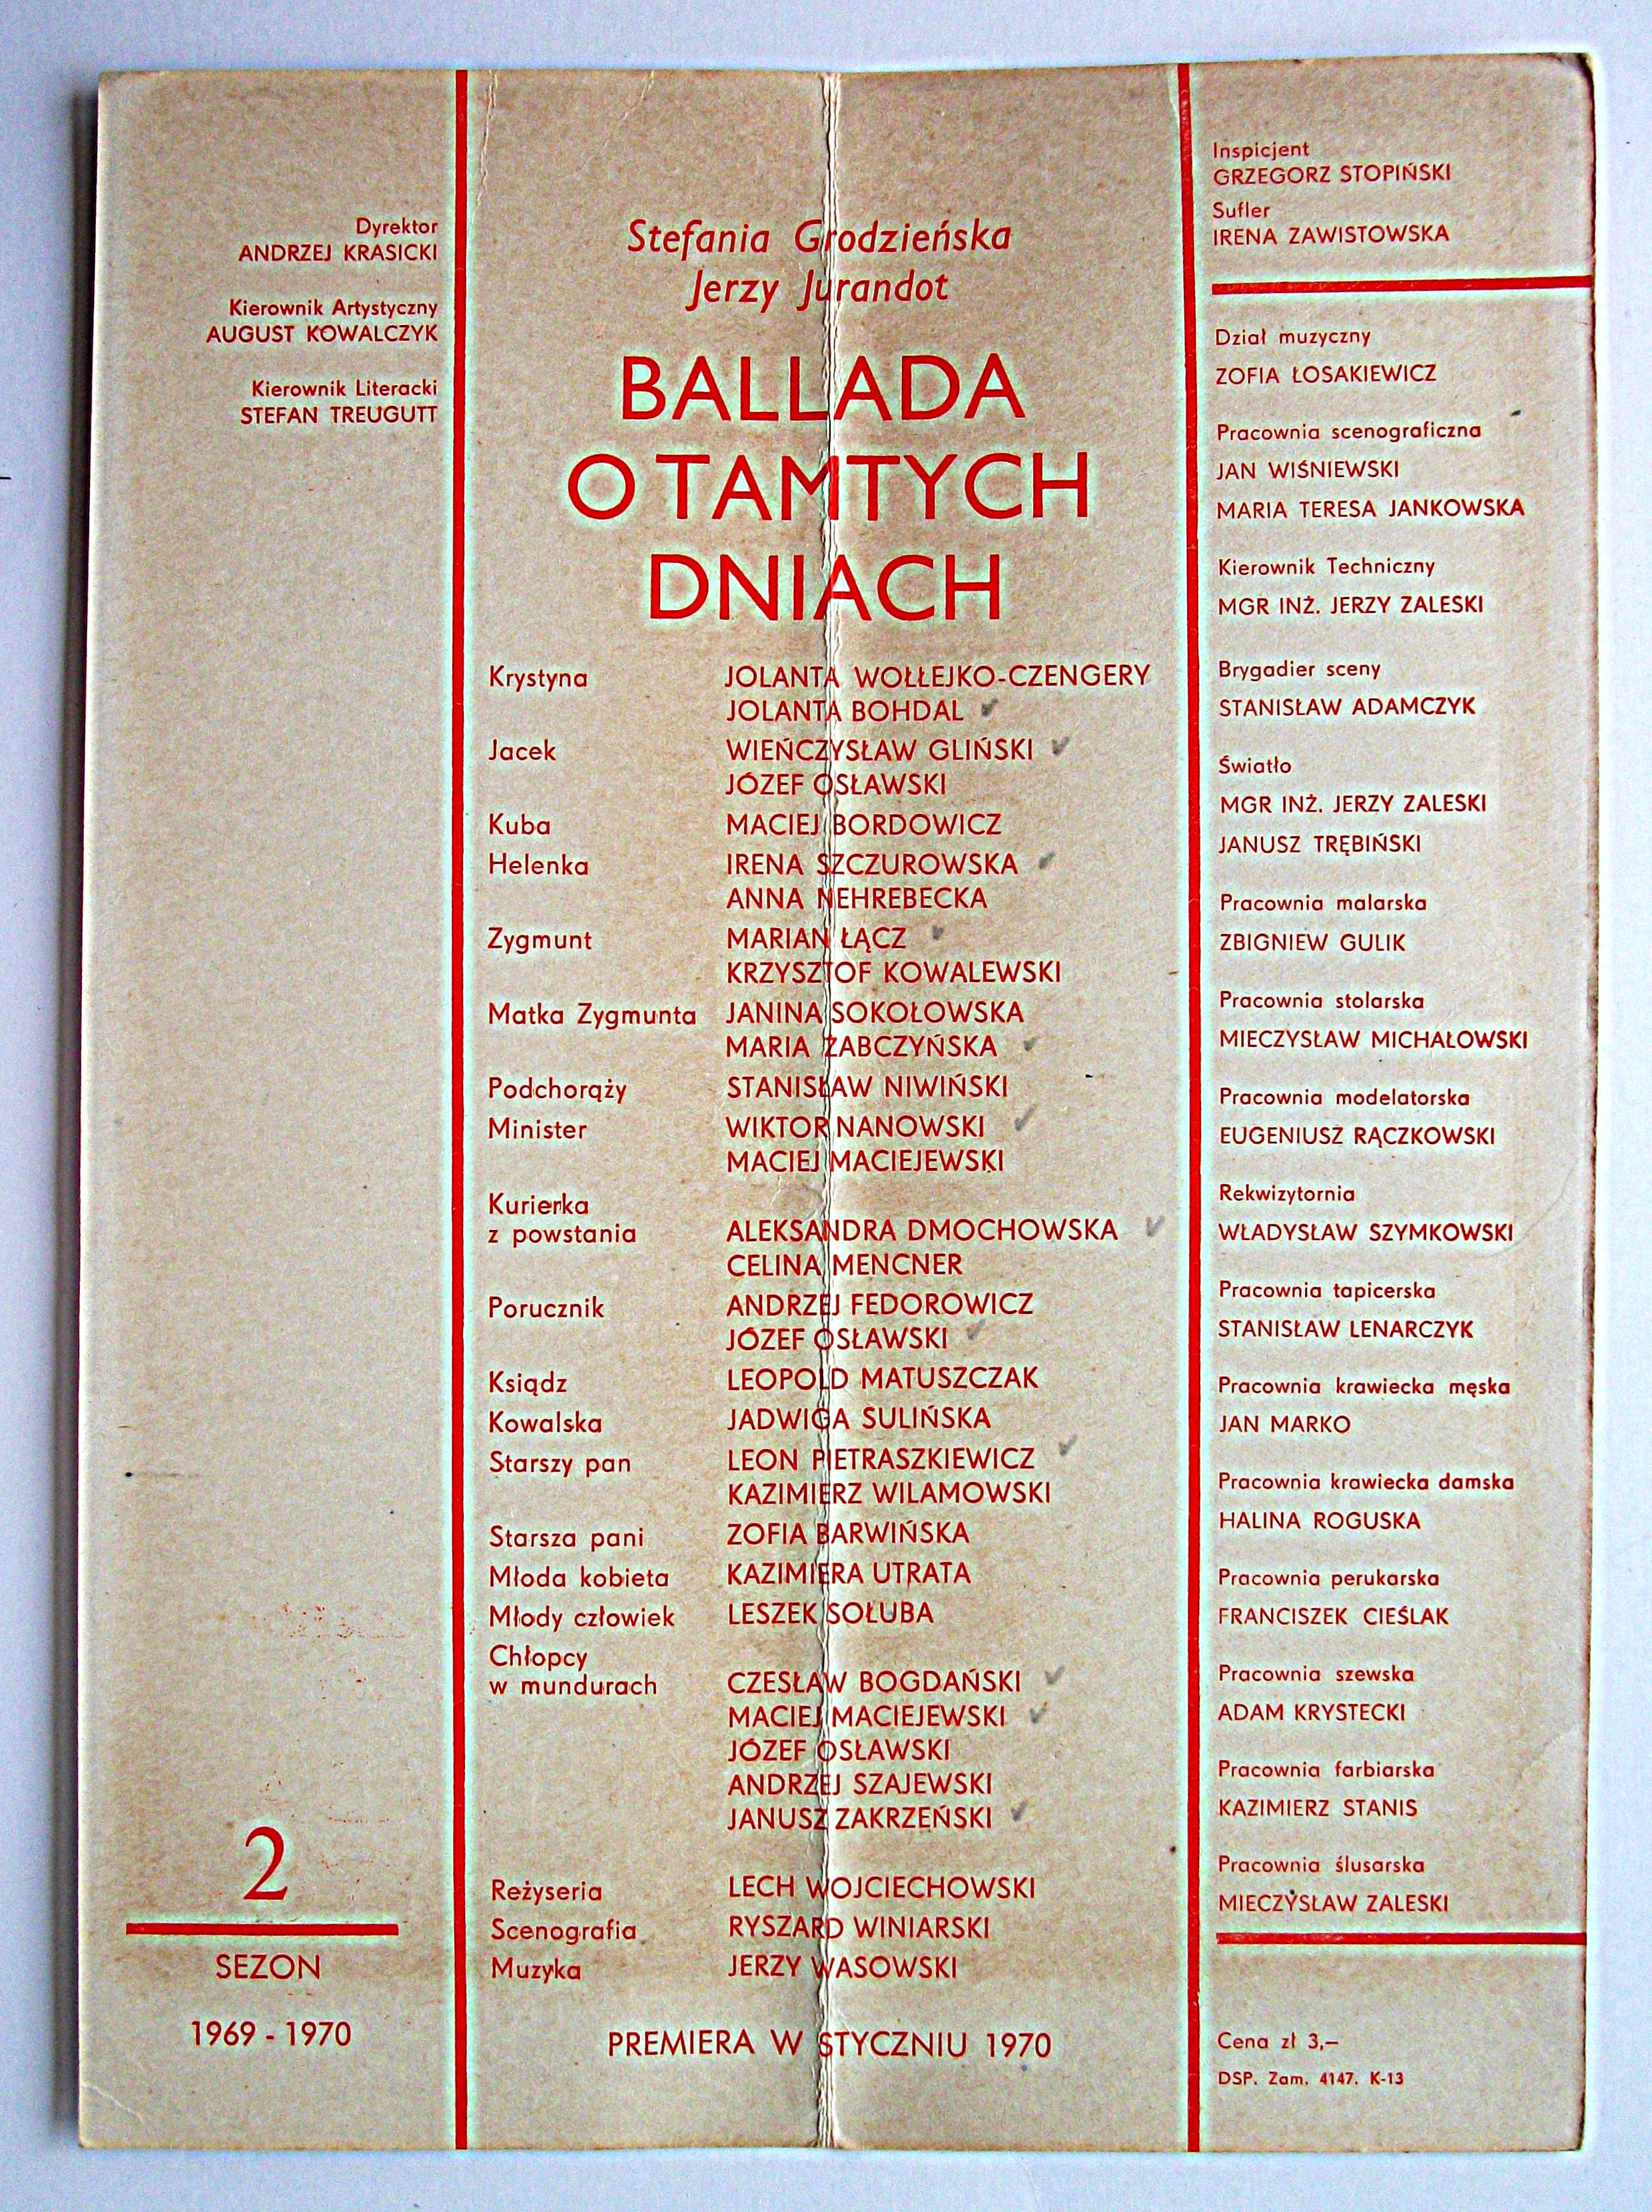 Dyrektor
ANDRZEJ KRASICKI
Kierownik Artystyczny
AUGUST KOWALCZYK
Kierownik Literacki
STEFAN TREUGUTT
2
SEZON
1969 - 1970
Stefania Grodzieńska
Jerzy Jurandot
BALLADA
O TAMTYCH
DNIACH
Krystyna JOLANTA WOŁŁEJKO-CZENGERY
JOLANTA BOHDAL
Jacek WIEŃCZYSŁAW GLIŃSKI
JÓZEF OSŁAWSKI
Kuba MACIEJ BORDOWICZ
Helenka IRENA SZCZUROWSKA
ANNA NEHREBECKA
Zygmunt MARIAN ŁĄCZ
KRZYSZTOF KOWALEWSKI
Matka Zygmunta JANINA SOKOŁOWSKA
MARIA ŻABCZYŃSKA
Podchorąży STANISŁAW NIWIŃSKI
Minister WIKTOR NANOWSKI
MACIEJ MACIEJEWSKI
Kurierka
z powstania ALEKSANDRA DMOCHOWSKA
CELINA MENCNER
Porucznik ANDRZEJ FEDOROWICZ
JÓZEF OSŁAWSKI
Ksiądz LEOPOLD MATUSZCZAK
Kowalska JADWIGA SULIŃSKA
Starszy pan LEON PIETRASZKIEWICZ
KAZIMIERZ WILAMOWSKI
Starsza pani ZOFIA BARWIŃSKA
Młoda kobieta KAZIMIERA UTRATA
Młody człowiek LESZEK SOŁUBA
Chłopcy
w mundurach CZESŁAW BOGDAŃSKI
MACIEJ MACIEJEWSKI
JÓZEF OSŁAWSKI
ANDRZEJ SZAJEWSKI
JANUSZ ZAKRZEŃSKI
Reżyseria LECH WOJCIECHOWSKI
Scenografia RYSZARD WINIARSKI
Muzyka JERZY WASOWSKI
PREMIERA W STYCZNIU 1970
Inspicjent
GRZEGORZ STOPIŃSKI
Sufler
IRENA ZAWISTOWSKA
Dział muzyczny
ZOFIA ŁOSAKIEWICZ
Pracownia scenograficzna
JAN WIŚNIEWSKI
MARIA TERESA JANKOWSKA
Kierownik Techniczny
MGR INŻ. JERZY ZALESKI
Brygadier sceny
STANISŁAW ADAMCZYK
Światło
MGR INŻ. JERZY ZALESKI
JANUSZ TRĘBIŃSKI
Pracownia malarska
ZBIGNIEW GULIK
Pracownia stolarska
MIECZYSŁAW MICHAŁOWSKI
Pracownia modelatorska
EUGENIUSZ RĄCZKOWSKI
Rekwizytornia
WŁADYSŁAW SZYMKOWSKI
Pracownia tapicerska
STANISŁAW LENARCZYK
Pracownia krawiecka męska
JAN MARKO
Pracownia krawiecka damska
HALINA ROGUSKA
Pracownia perukarska
FRANCISZEK CIEŚLAK
Pracownia szewska
ADAM KRYSTECKI
Pracownia farbiarska
KAZIMIERZ STANIS
Pracownia ślusarska
MIECZYSŁAW ZALESKI
Cena zł 3,–
DSP. Zam. 4147. K-13